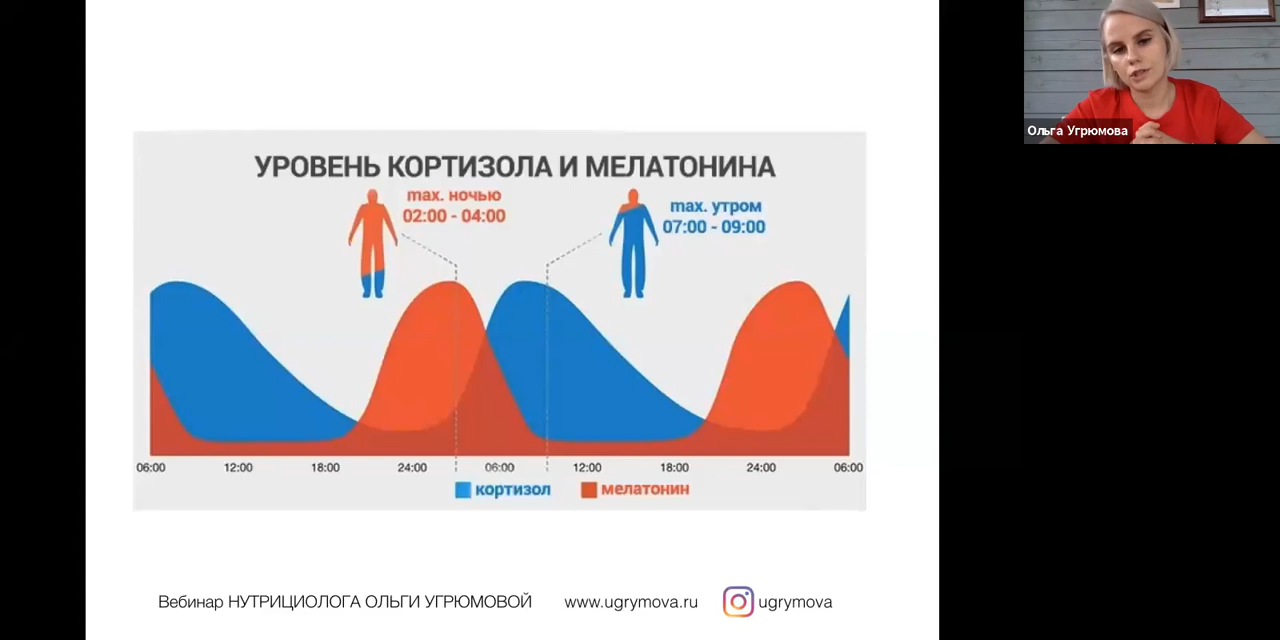 УРОВЕНЬ КОРТИЗОЛА И МЕЛАТОНИНА
max. ночью
02:00 - 04:00
max. утром
07:00 - 09:00
06:00 12:00 18:00 24:00 06:00 12:00 18:00 24:00 06:00
кортизол мелатонин
Вебинар НУТРИЦИОЛОГА ОЛЬГИ УГРЮМОВОЙ www.ugrymova.ru ugrymova
Ольга Угрюмова